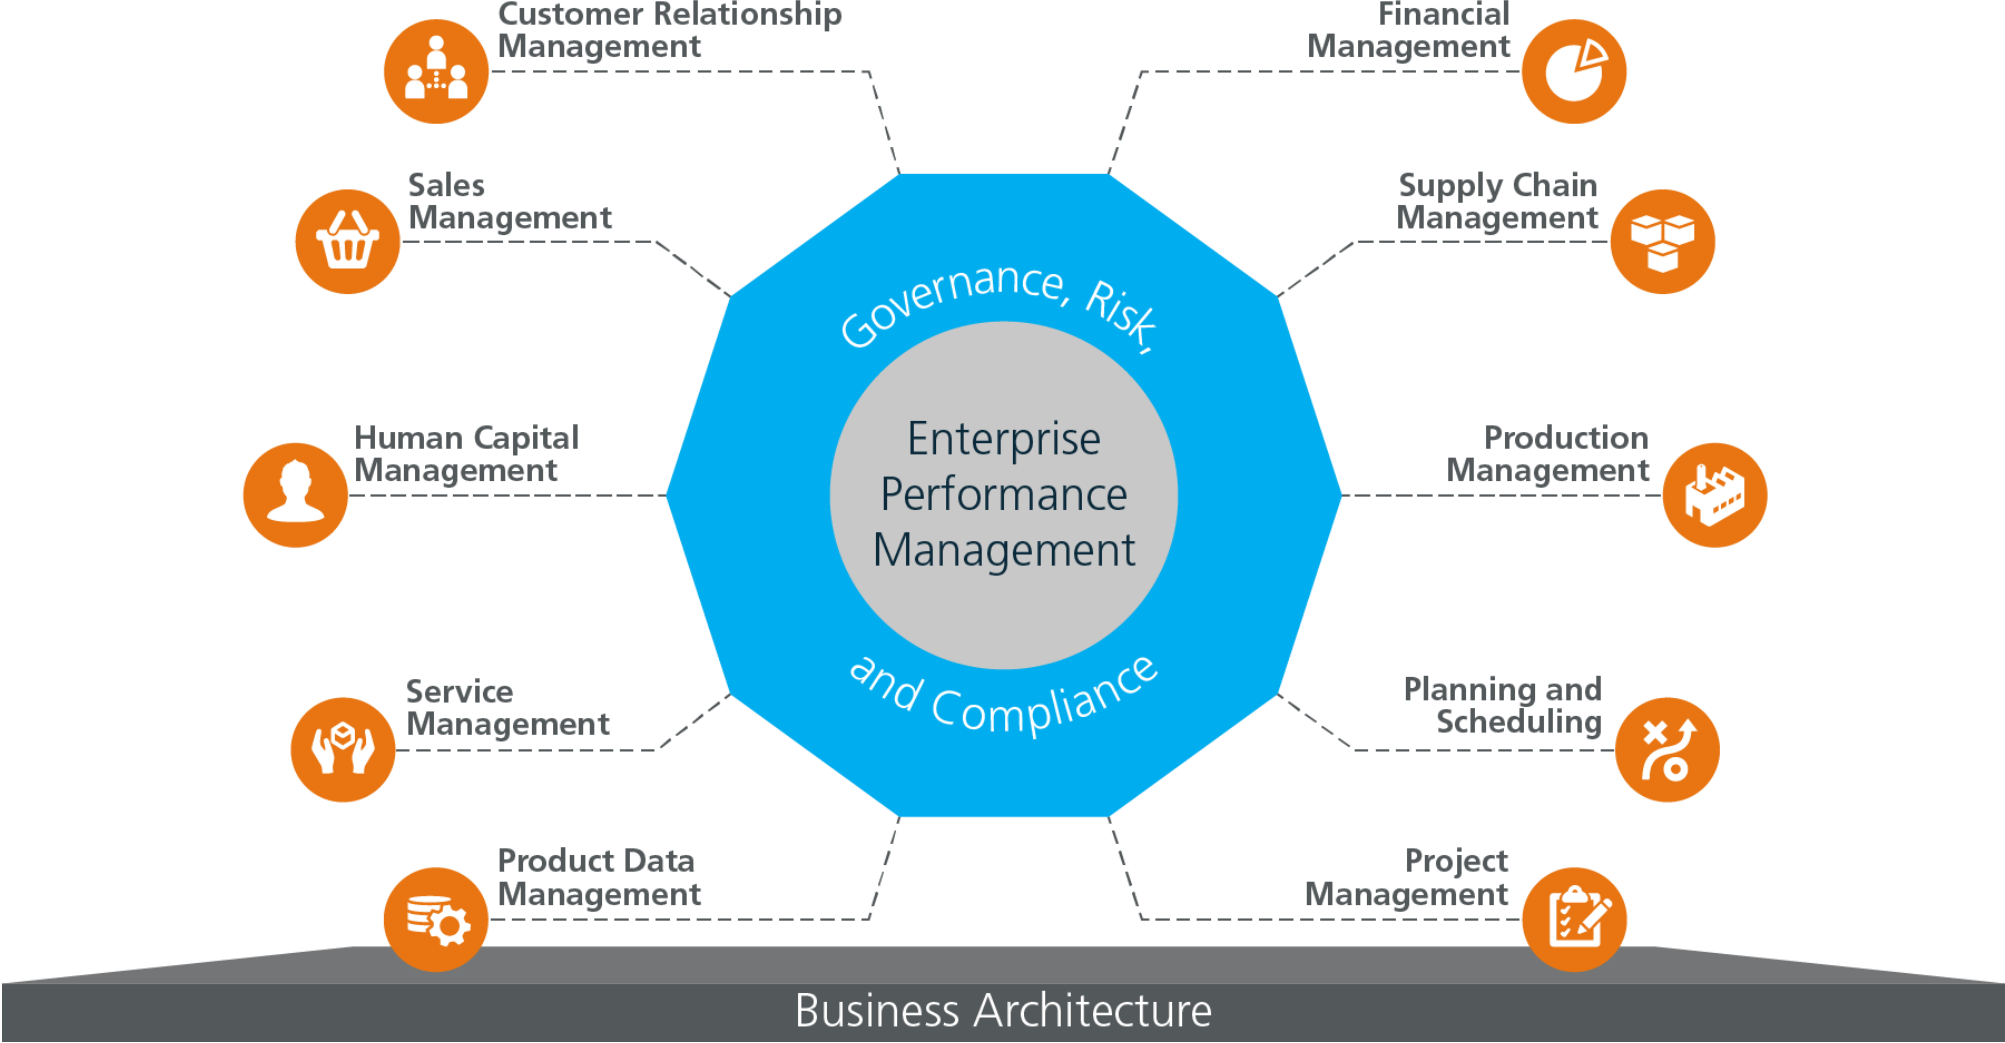 Customer Relationship
Management
Financial
Management
Sales
Management
Supply Chain
Management
Governance, Risk,
Human Capital
Management
Enterprise
Performance
Management
Production
Management
and Compliance
Service
Management
Planning and
Scheduling
Product Data
Management
Project
Management
Business Architecture